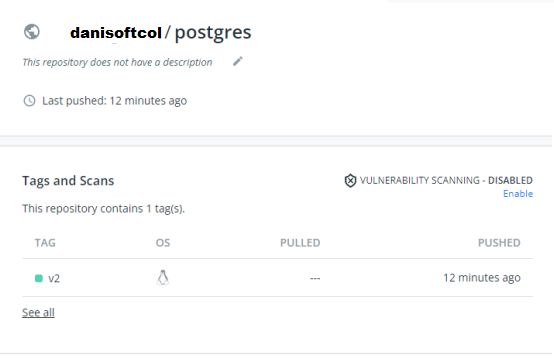 danisoftcol / postgres
This repository does not have a description
Last pushed: 12 minutes ago
Tags and Scans
VULNERABILITY SCANNING - DISABLED
Enable
This repository contains 1 tag(s).
TAG OS PULLED PUSHED
v2 --- 12 minutes ago
See all